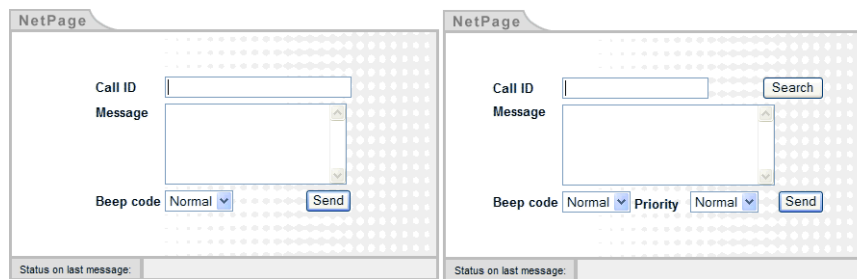 NetPage
Call ID
Message
Beep code Normal Send
Status on last message:
NetPage
Call ID Search
Message
Beep code Normal Priority Normal Send
Status on last message: